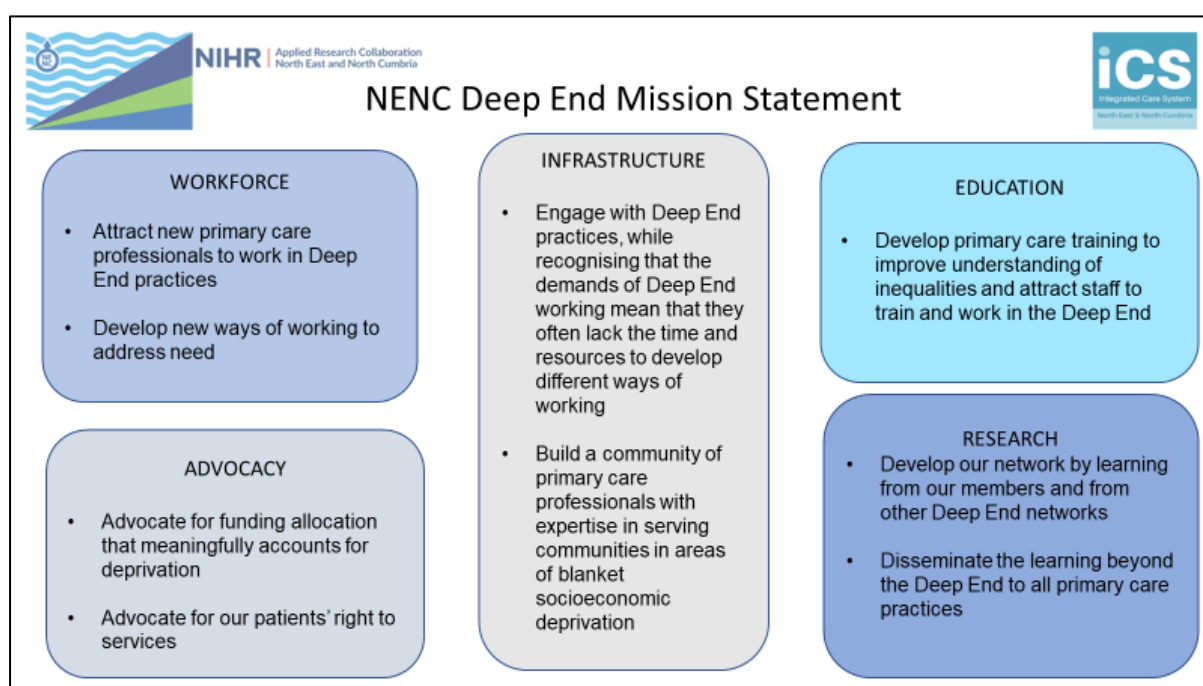 NIHR | Applied Research Collaboration
North East and North Cumbria
iCS
Integrated Care System
North East & North Cumbria
NENC Deep End Mission Statement
WORKFORCE
• Attract new primary care
professionals to work in Deep
End practices
• Develop new ways of working to
address need
ADVOCACY
• Advocate for funding allocation
that meaningfully accounts for
deprivation
• Advocate for our patients' right to
services
INFRASTRUCTURE
• Engage with Deep End
practices, while
recognising that the
demands of Deep End
working mean that they
often lack the time and
resources to develop
different ways of
working
• Build a community of
primary care
professionals with
expertise in serving
communities in areas
of blanket
socioeconomic
deprivation
EDUCATION
• Develop primary care training to
improve understanding of
inequalities and attract staff to
train and work in the Deep End
RESEARCH
• Develop our network by learning
from our members and from
other Deep End networks
• Disseminate the learning beyond
the Deep End to all primary care
practices